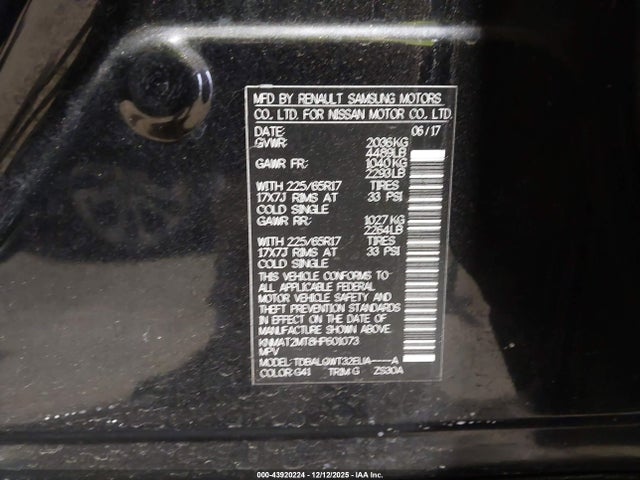 MFD BY RENAULT SAMSUNG MOTORS
CO. LTD. FOR NISSAN MOTOR CO., LTD.
DATE: 06/17
GVWR: 2036KG
4489LB
GAWR FR: 1040KG
2293LB
WITH 225/65R17 TIRES
17X7J RIMS AT 33 PSI
COLD SINGLE
GAWR RR: 1027KG
2264LB
WITH 225/65R17 TIRES
17X7J RIMS AT 33 PSI
COLD SINGLE
THIS VEHICLE CONFORMS TO
ALL APPLICABLE FEDERAL
MOTOR VEHICLE SAFETY AND
THEFT PREVENTION STANDARDS
IN EFFECT ON THE DATE OF
MANUFACTURE SHOWN ABOVE.
KNMAT2MT8HP601073
MPV
MODEL: TDBALGWT32EUA-----A
COLOR: G41 TRIM: G ZS30A
000-43920224 - 12/12/2025 - IAA Inc.